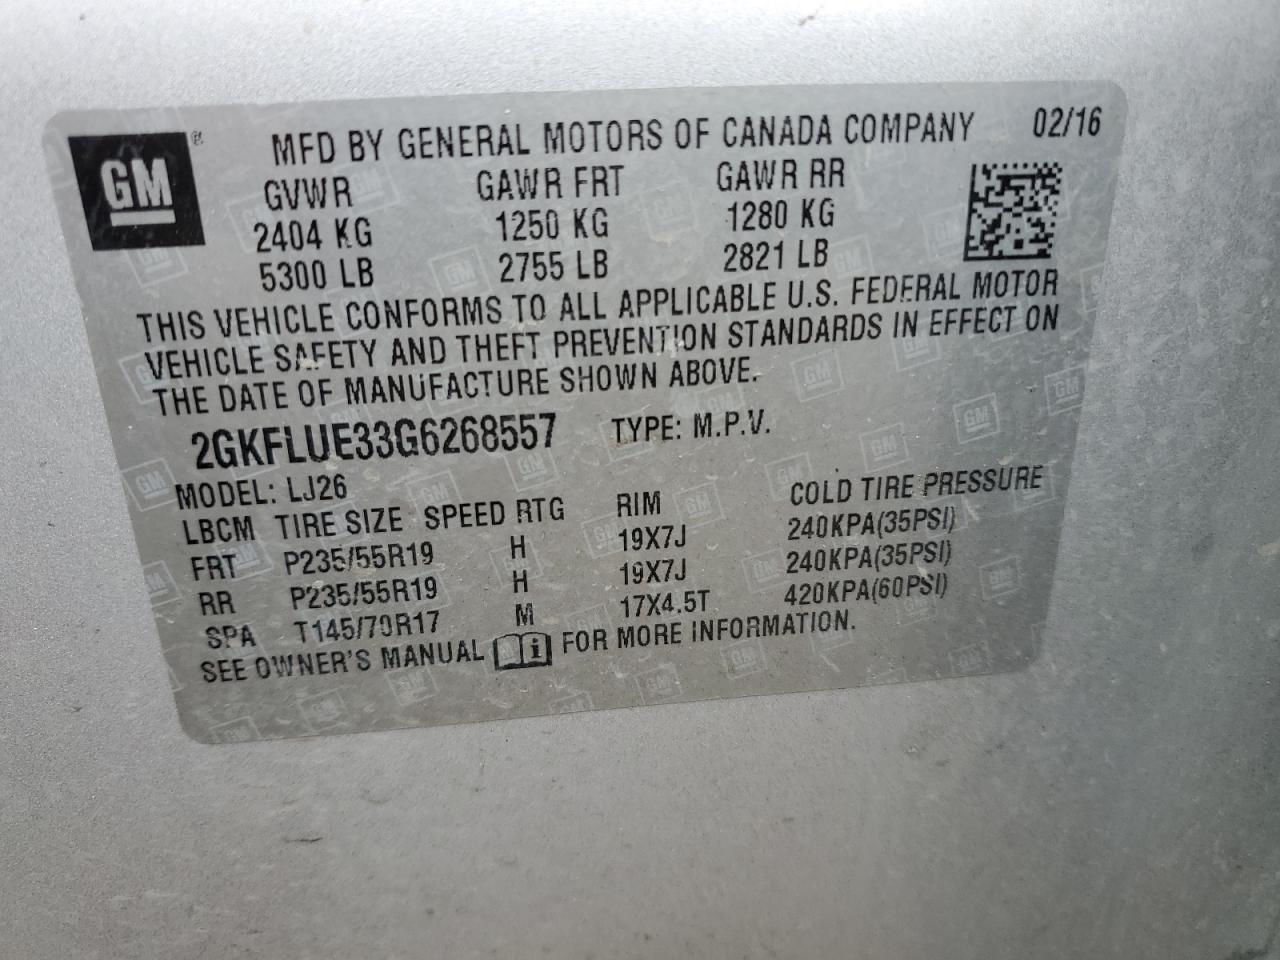 GM ®
MFD BY GENERAL MOTORS OF CANADA COMPANY 02/16
GVWR GAWR FRT GAWR RR
2404 KG 1250 KG 1280 KG
5300 LB 2755 LB 2821 LB
THIS VEHICLE CONFORMS TO ALL APPLICABLE U.S. FEDERAL MOTOR
VEHICLE SAFETY AND THEFT PREVENTION STANDARDS IN EFFECT ON
THE DATE OF MANUFACTURE SHOWN ABOVE.
2GKFLUE33G6268557 TYPE: M.P.V.
MODEL: LJ26
LBCM TIRE SIZE SPEED RTG RIM COLD TIRE PRESSURE
FRT P235/55R19 H 19X7J 240KPA(35PSI)
RR P235/55R19 H 19X7J 240KPA(35PSI)
SPA T145/70R17 M 17X4.5T 420KPA(60PSI)
SEE OWNER'S MANUAL i FOR MORE INFORMATION.